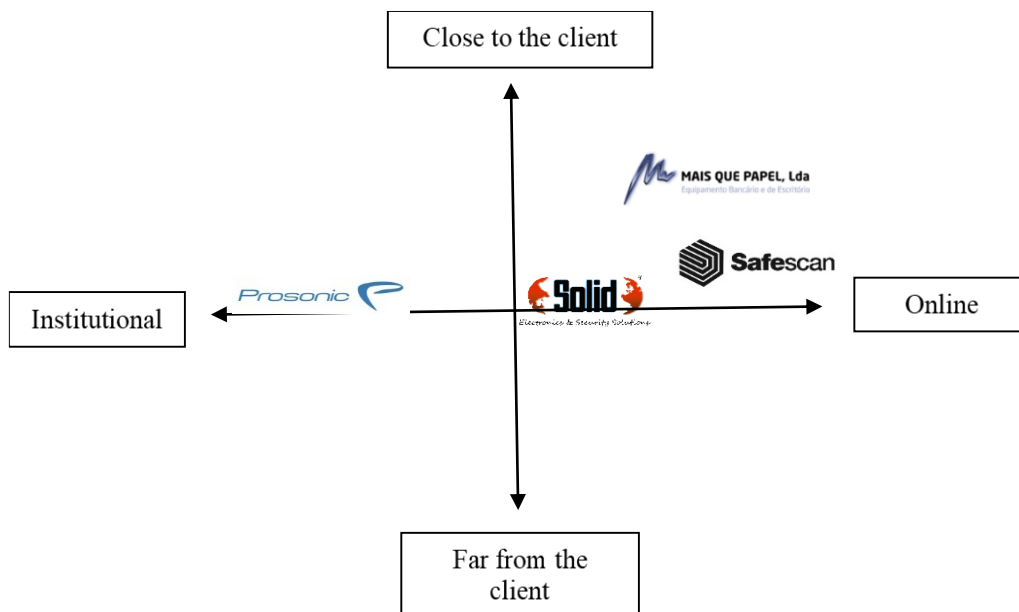 Close to the client
MAIS QUE PAPEL, Lda
Equipamento Bancário e de Escritório
Safescan
Prosonic
Solid
Electronics & Security Solutions
Institutional
Online
Far from the
client